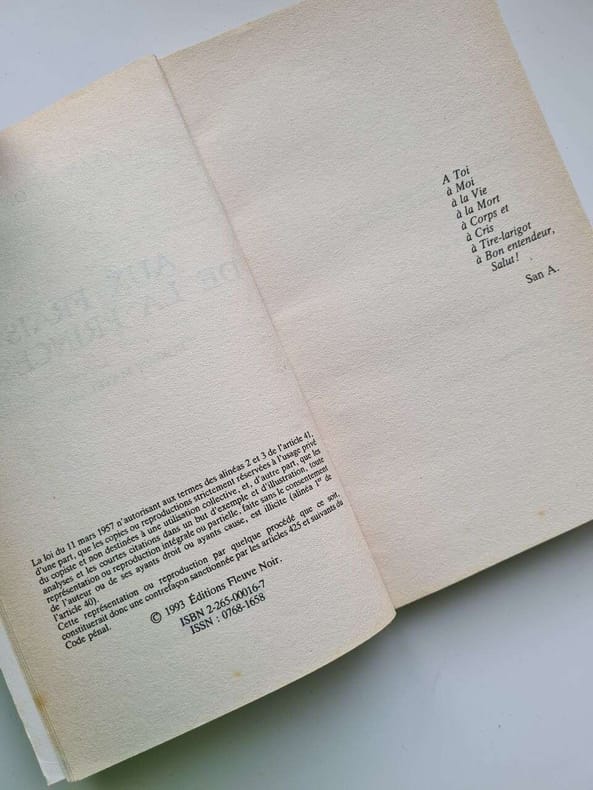 La loi du 11 mars 1957 n'autorisant aux termes des alinéas 2 et 3 de l'article 41,
d'une part, que les copies ou reproductions strictement réservées à l'usage privé
du copiste et non destinées à une utilisation collective, et, d'autre part, que les
analyses et les courtes citations dans un but d'exemple et d'illustration, toute
représentation ou reproduction intégrale ou partielle, faite sans le consentement
de l'auteur ou de ses ayants droit ou ayants cause, est illicite (alinéa 1er de
l'article 40).
Cette représentation ou reproduction par quelque procédé que ce soit,
constituerait donc une contrefaçon sanctionnée par les articles 425 et suivants du
Code pénal.
© 1993 Éditions Fleuve Noir.
ISBN 2-265-00016-7
ISSN : 0768-1658
A Toi
à Moi
à la Vie
à la Mort
à Corps et
à Cris
à Tire-larigot
à Bon entendeur,
Salut !
San A.